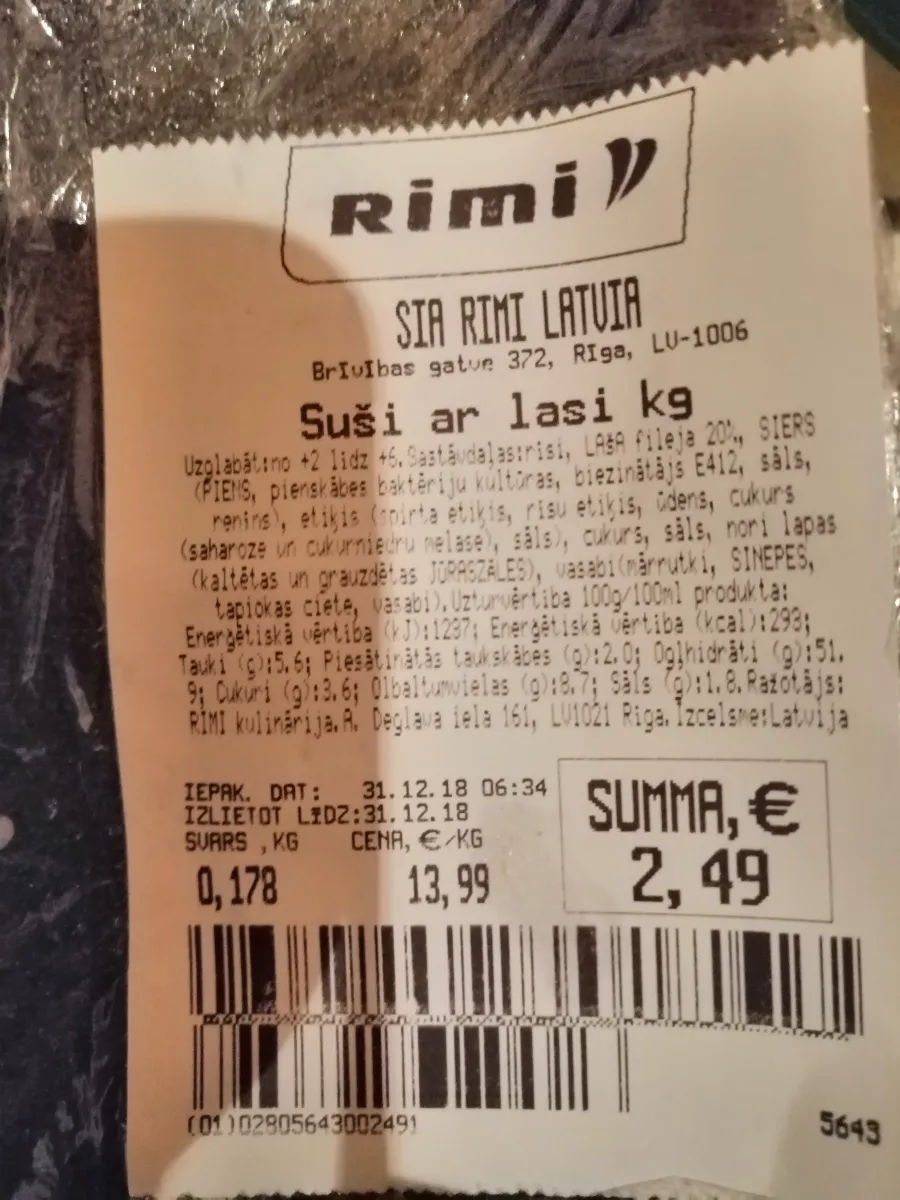 Rimi
SIA RIMI LATVIA
Brīvības gatve 372, Rīga, LV-1006
Suši ar lasi kg
Uzglabāt:no +2 līdz +6.Sastāvdaļas:rīsi, LAŠA fileja 20%, SIERS
(PIENS, pienskābes baktēriju kultūras, biezinātājs E412, sāls,
renīns), etiķis (spirta etiķis, rīsu etiķis, ūdens, cukurs
(saharoze un cukurniedru melase), sāls), cukurs, sāls, nori lapas
(kaltētas un grauzdētas JŪRASZĀLES), vasabi(mārrutki, SINEPES,
tapiokas ciete, vasabi).Uzturvērtība 100g/100ml produkta:
Enerģētiskā vērtība (kJ):1237; Enerģētiskā vērtība (kcal):293;
Tauki (g):5.6; Piesātinātās taukskābes (g):2.0; Ogļhidrāti (g):51.
9; Cukuri (g):3.6; Olbaltumvielas (g):8.7; Sāls (g):1.8.Ražotājs:
RIMI kulinārija.A. Deglava iela 161, LV1021 Rīga.Izcelsme:Latvija
IEPAK. DAT: 31.12.18 06:34
IZLIETOT LĪDZ:31.12.18
SVARS ,KG CENA, €/KG
0,178 13,99
SUMMA, €
2,49
(01)02805643002491
5643